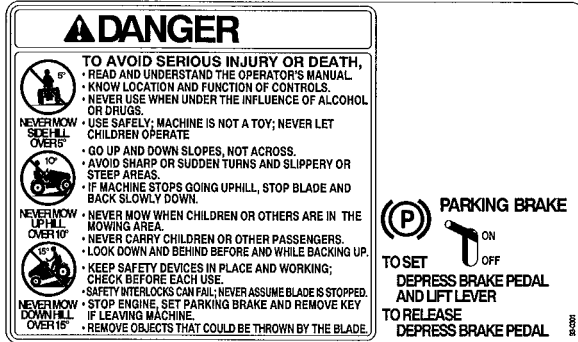 DANGER
TO AVOID SERIOUS INJURY OR DEATH,
• READ AND UNDERSTAND THE OPERATOR'S MANUAL.
• KNOW LOCATION AND FUNCTION OF CONTROLS.
• NEVER USE WHEN UNDER THE INFLUENCE OF ALCOHOL
OR DRUGS.
• USE SAFELY; MACHINE IS NOT A TOY; NEVER LET
CHILDREN OPERATE
• GO UP AND DOWN SLOPES, NOT ACROSS.
• AVOID SHARP OR SUDDEN TURNS AND SLIPPERY OR
STEEP AREAS.
• IF MACHINE STOPS GOING UPHILL, STOP BLADE AND
BACK SLOWLY DOWN.
• NEVER MOW WHEN CHILDREN OR OTHERS ARE IN THE
MOWING AREA.
• NEVER CARRY CHILDREN OR OTHER PASSENGERS.
• LOOK DOWN AND BEHIND BEFORE AND WHILE BACKING UP.
• KEEP SAFETY DEVICES IN PLACE AND WORKING;
CHECK BEFORE EACH USE.
• SAFETY INTERLOCKS CAN FAIL; NEVER ASSUME BLADE IS STOPPED.
• STOP ENGINE, SET PARKING BRAKE AND REMOVE KEY
IF LEAVING MACHINE.
• REMOVE OBJECTS THAT COULD BE THROWN BY THE BLADE.
5°
NEVER MOW
SIDE HILL
OVER 5°
10°
NEVER MOW
UP HILL
OVER 10°
15°
NEVER MOW
DOWN HILL
OVER 15°
P
PARKING BRAKE
ON
OFF
TO SET
DEPRESS BRAKE PEDAL
AND LIFT LEVER
TO RELEASE
DEPRESS BRAKE PEDAL